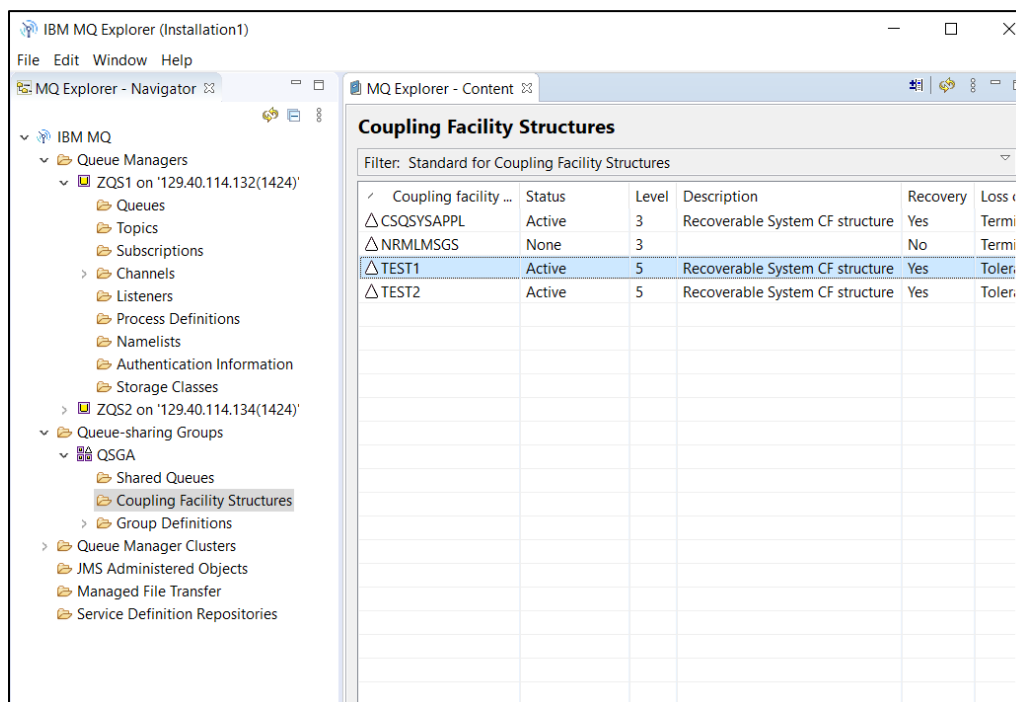 IBM MQ Explorer (Installation1)
File Edit Window Help
MQ Explorer - Navigator
IBM MQ
Queue Managers
ZQS1 on '129.40.114.132(1424)'
Queues
Topics
Subscriptions
Channels
Listeners
Process Definitions
Namelists
Authentication Information
Storage Classes
ZQS2 on '129.40.114.134(1424)'
Queue-sharing Groups
QSGA
Shared Queues
Coupling Facility Structures
Group Definitions
Queue Manager Clusters
JMS Administered Objects
Managed File Transfer
Service Definition Repositories
MQ Explorer - Content
Coupling Facility Structures
Filter: Standard for Coupling Facility Structures
Coupling facility ... Status Level Description Recovery Loss
CSQSYSAPPL Active 3 Recoverable System CF structure Yes Termi
NRMLMSGS None 3 No Termi
TEST1 Active 5 Recoverable System CF structure Yes Toler
TEST2 Active 5 Recoverable System CF structure Yes Toler